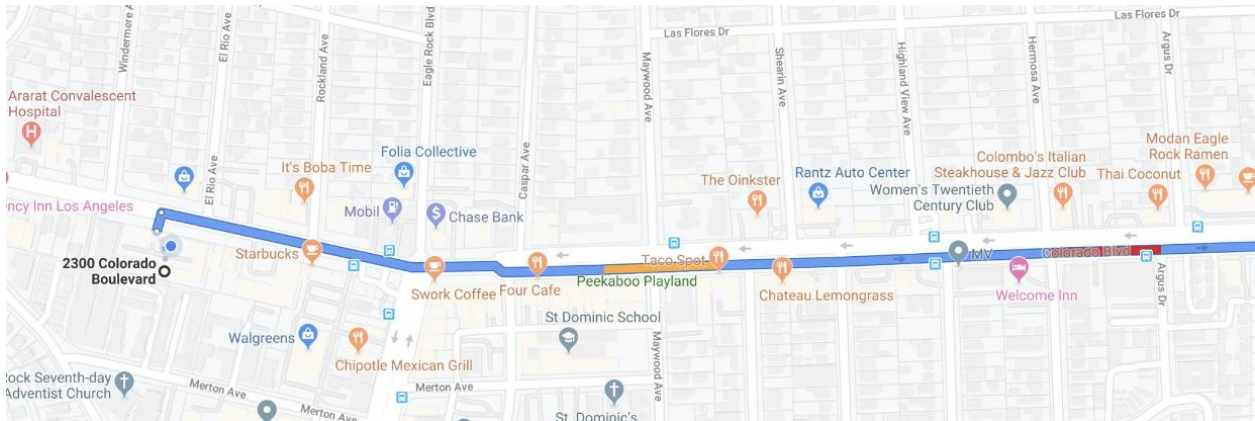 Las Flores Dr
Las Flores Dr
Windermere A
El Rio Ave
Rockland Ave
Eagle Rock Blvd
Maywood Ave
Shearin Ave
Highland View Ave
Hermosa Ave
Argus Dr
Ararat Convalescent
Hospital
H
El Rio Ave
It's Boba Time
Folia Collective
Caspar Ave
The Oinkster
Rantz Auto Center
Women's Twentieth
Century Club
Colombo's Italian
Steakhouse & Jazz Club
Modan Eagle
Rock Ramen
Thai Coconut
ency Inn Los Angeles
Mobil
$
Chase Bank
2300 Colorado
Boulevard
Starbucks
Swork Coffee
Four Cafe
Taco Spot
Peekaboo Playland
Chateau Lemongrass
MV
Welcome Inn
Colorado Blvd
Argus Dr
St Dominic School
Walgreens
Chipotle Mexican Grill
Maywood Ave
Merton Ave
Merton Ave
Merton Ave
Rock Seventh-day
Adventist Church
St. Dominic's